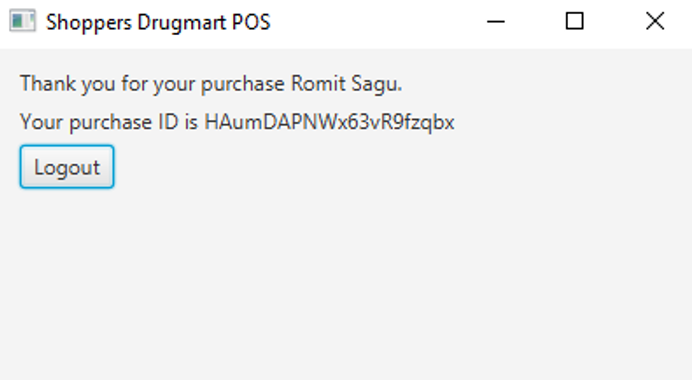 Shoppers Drugmart POS
Thank you for your purchase Romit Sagu.
Your purchase ID is HAumDAPNWx63vR9fzqbx
Logout